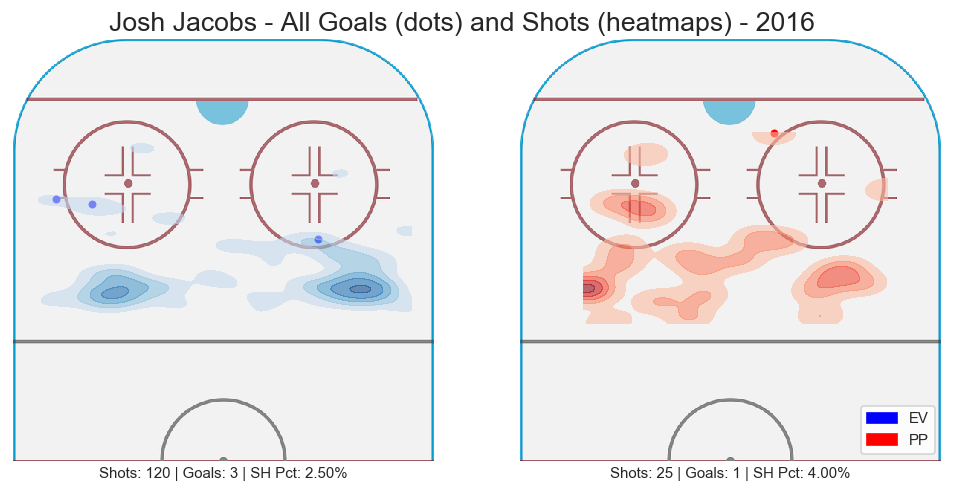 Josh Jacobs - All Goals (dots) and Shots (heatmaps) - 2016
EV
PP
Shots: 120 | Goals: 3 | SH Pct: 2.50%
Shots: 25 | Goals: 1 | SH Pct: 4.00%